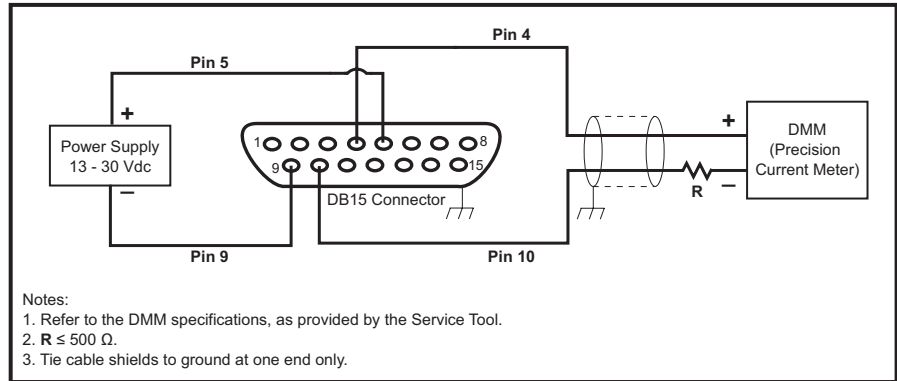 Pin 4
Pin 5
+
Power Supply
13 - 30 Vdc
–
1
8
9
15
DB15 Connector
+
DMM
(Precision
Current Meter)
–
R
Pin 9
Pin 10
Notes:
1. Refer to the DMM specifications, as provided by the Service Tool.
2. R ≤ 500 Ω.
3. Tie cable shields to ground at one end only.